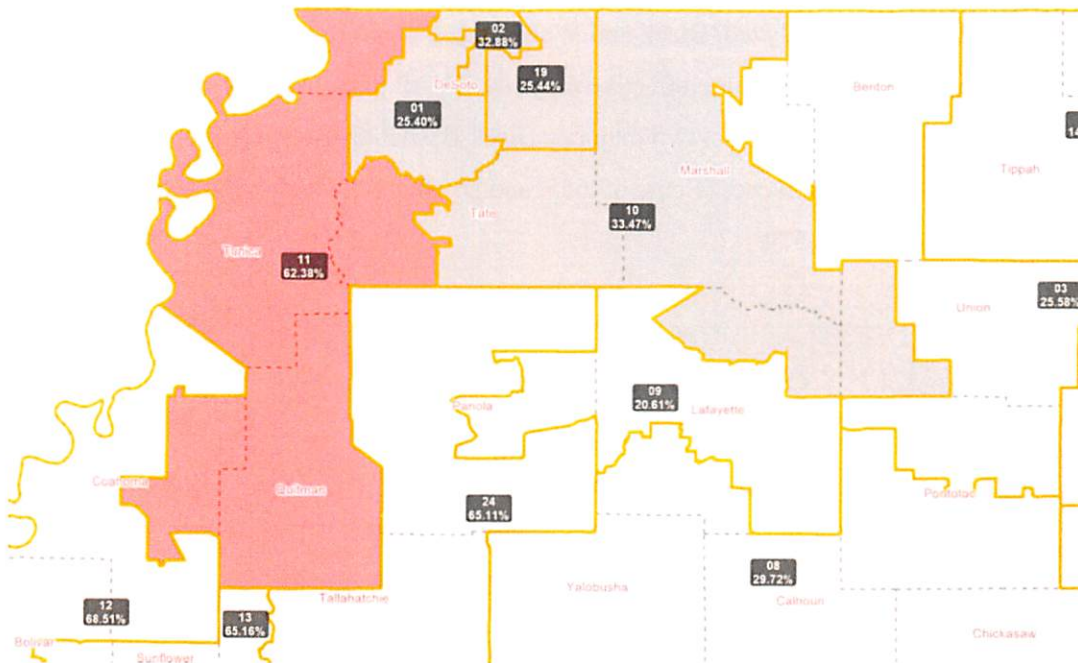 02
32.88%
DeSoto
19
25.44%
Benton
01
25.40%
14
Tippah
Marshall
10
33.47%
Tate
Tunica
11
62.38%
03
25.58%
Union
09
20.61%
Lafayette
Panola
Coahoma
Quitman
Pontotoc
24
65.11%
08
29.72%
Yalobusha
Calhoun
Tallahatchie
12
68.51%
13
65.16%
Bolivar
Sunflower
Chickasaw